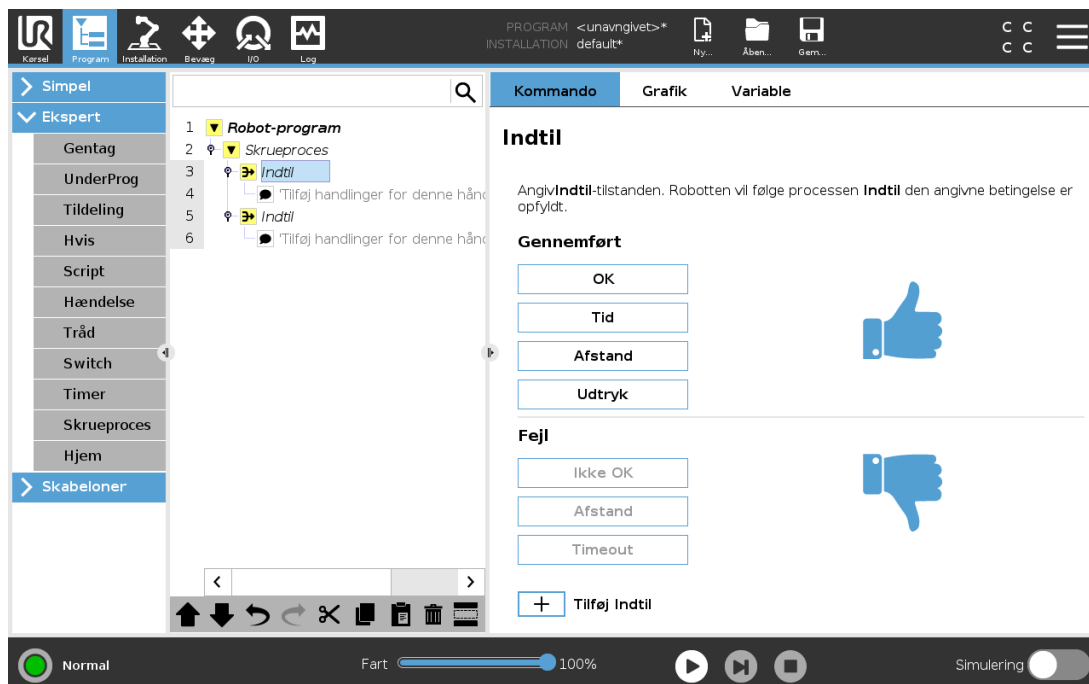 UR
Kørsel
Program
Installation
Bevæg
I/O
Log
PROGRAM <unavngivet>*
INSTALLATION default*
Ny...
Åben...
Gem...
C C
C C
Simpel
Ekspert
Gentag
UnderProg
Tildeling
Hvis
Script
Hændelse
Tråd
Switch
Timer
Skrueproces
Hjem
Skabeloner
1 Robot-program
2 Skrueproces
3 Indtil
4 'Tilføj handlinger for denne hånd
5 Indtil
6 'Tilføj handlinger for denne hånd
Kommando Grafik Variable
Indtil
AngivIndtil-tilstanden. Robotten vil følge processen Indtil den angivne betingelse er
opfyldt.
Gennemført
OK
Tid
Afstand
Udtryk
Fejl
Ikke OK
Afstand
Timeout
Tilføj Indtil
Normal
Fart 100%
Simulering